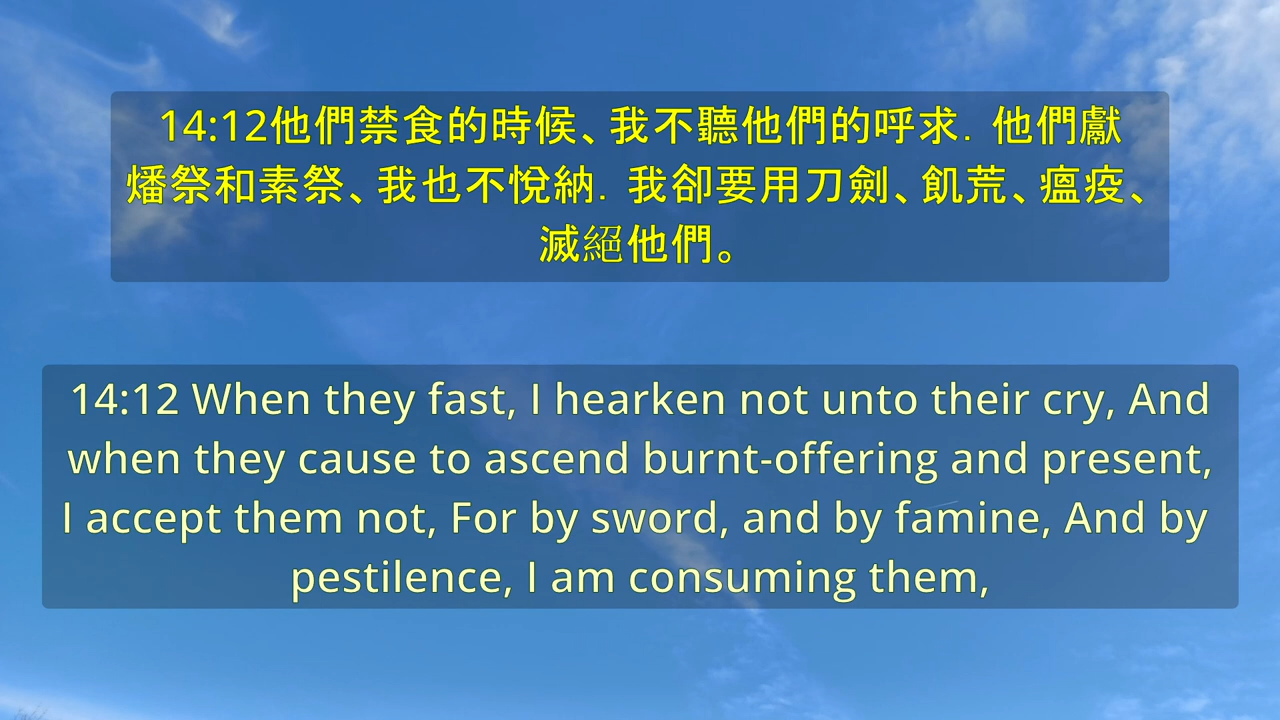 14:12他們禁食的時候、我不聽他們的呼求．他們獻
燔祭和素祭、我也不悅納．我卻要用刀劍、飢荒、瘟疫、
滅絕他們。
14:12 When they fast, I hearken not unto their cry, And
when they cause to ascend burnt-offering and present,
I accept them not, For by sword, and by famine, And by
pestilence, I am consuming them,